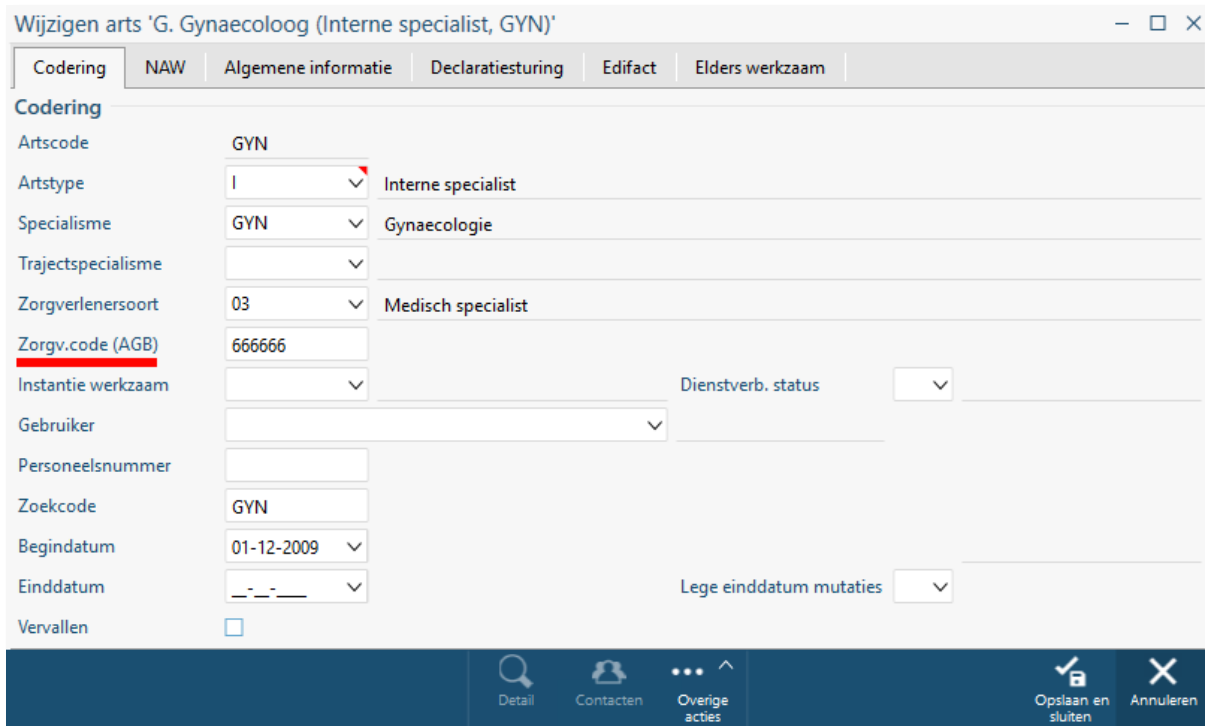 Wijzigen arts 'G. Gynaecoloog (Interne specialist, GYN)'
Codering NAW Algemene informatie Declaratiesturing Edifact Elders werkzaam
Codering
Artscode GYN
Artstype I Interne specialist
Specialisme GYN Gynaecologie
Trajectspecialisme
Zorgverlenersoort 03 Medisch specialist
Zorgv.code (AGB) 666666
Instantie werkzaam Dienstverb. status
Gebruiker
Personeelsnummer
Zoekcode GYN
Begindatum 01-12-2009
Einddatum __-__-____ Lege einddatum mutaties
Vervallen
Detail Contacten Overige acties Opslaan en sluiten Annuleren